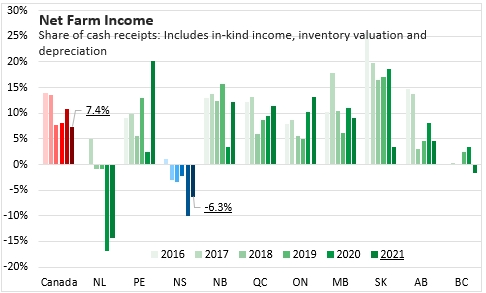 Net Farm Income
Share of cash receipts: Includes in-kind income, inventory valuation and
depreciation
30%
25%
20%
15%
10%
5%
0%
-5%
-10%
-15%
-20%
7.4%
-6.3%
2016 2017 2018 2019 2020 2021
Canada NL PE NS NB QC ON MB SK AB BC